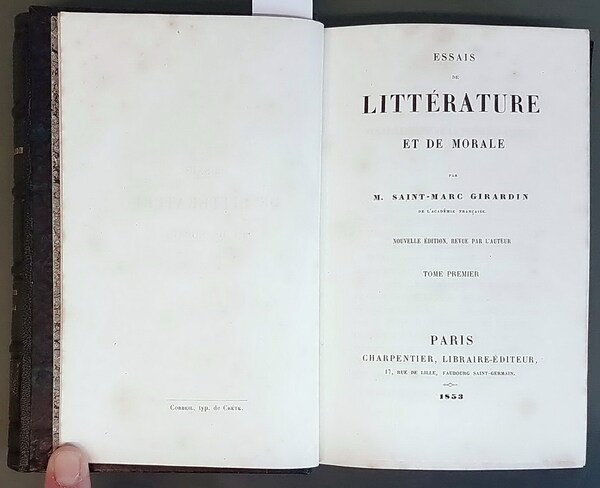 Corbeil, typ. de Crété.
ESSAIS
DE
LITTÉRATURE
ET DE MORALE
PAR
M. SAINT-MARC GIRARDIN
DE L'ACADÉMIE FRANÇAISE.
NOUVELLE ÉDITION, REVUE PAR L'AUTEUR
TOME PREMIER
PARIS
CHARPENTIER, LIBRAIRE-ÉDITEUR,
17, RUE DE LILLE, FAUBOURG SAINT-GERMAIN.
1853